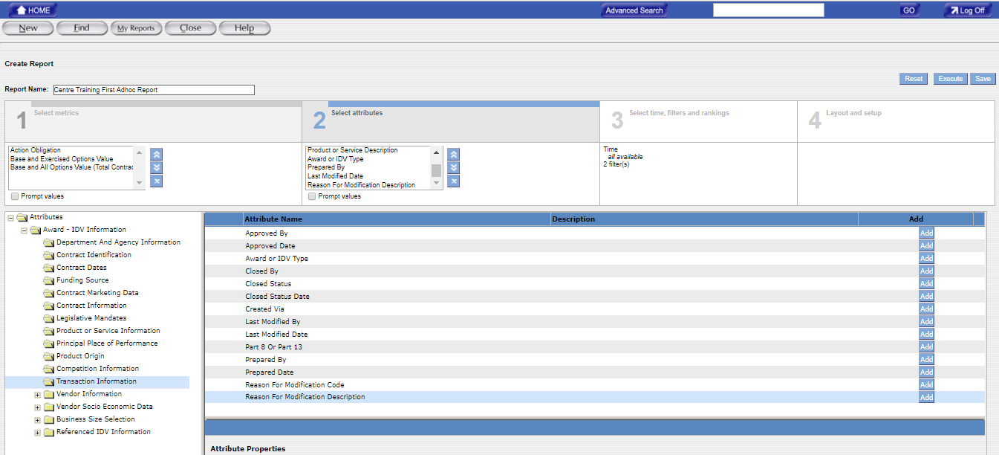 HOME
Advanced Search
GO
Log Off
New
Find
My Reports
Close
Help
Create Report
Reset
Execute
Save
Report Name:
Centre Training First Adhoc Report
1
Select metrics
2
Select attributes
3
Select time, filters and rankings
4
Layout and setup
Action Obligation
Base and Exercised Options Value
Base and All Options Value (Total Contrac
Prompt values
Product or Service Description
Award or IDV Type
Prepared By
Last Modified Date
Reason For Modification Description
Prompt values
Time
all available
2 filter(s)
Attributes
Award - IDV Information
Department And Agency Information
Contract Identification
Contract Dates
Funding Source
Contract Marketing Data
Contract Information
Legislative Mandates
Product or Service Information
Principal Place of Performance
Product Origin
Competition Information
Transaction Information
Vendor Information
Vendor Socio Economic Data
Business Size Selection
Referenced IDV Information
Attribute Name Description Add
Approved By Add
Approved Date Add
Award or IDV Type Add
Closed By Add
Closed Status Add
Closed Status Date Add
Created Via Add
Last Modified By Add
Last Modified Date Add
Part 8 Or Part 13 Add
Prepared By Add
Prepared Date Add
Reason For Modification Code Add
Reason For Modification Description Add
Attribute Properties